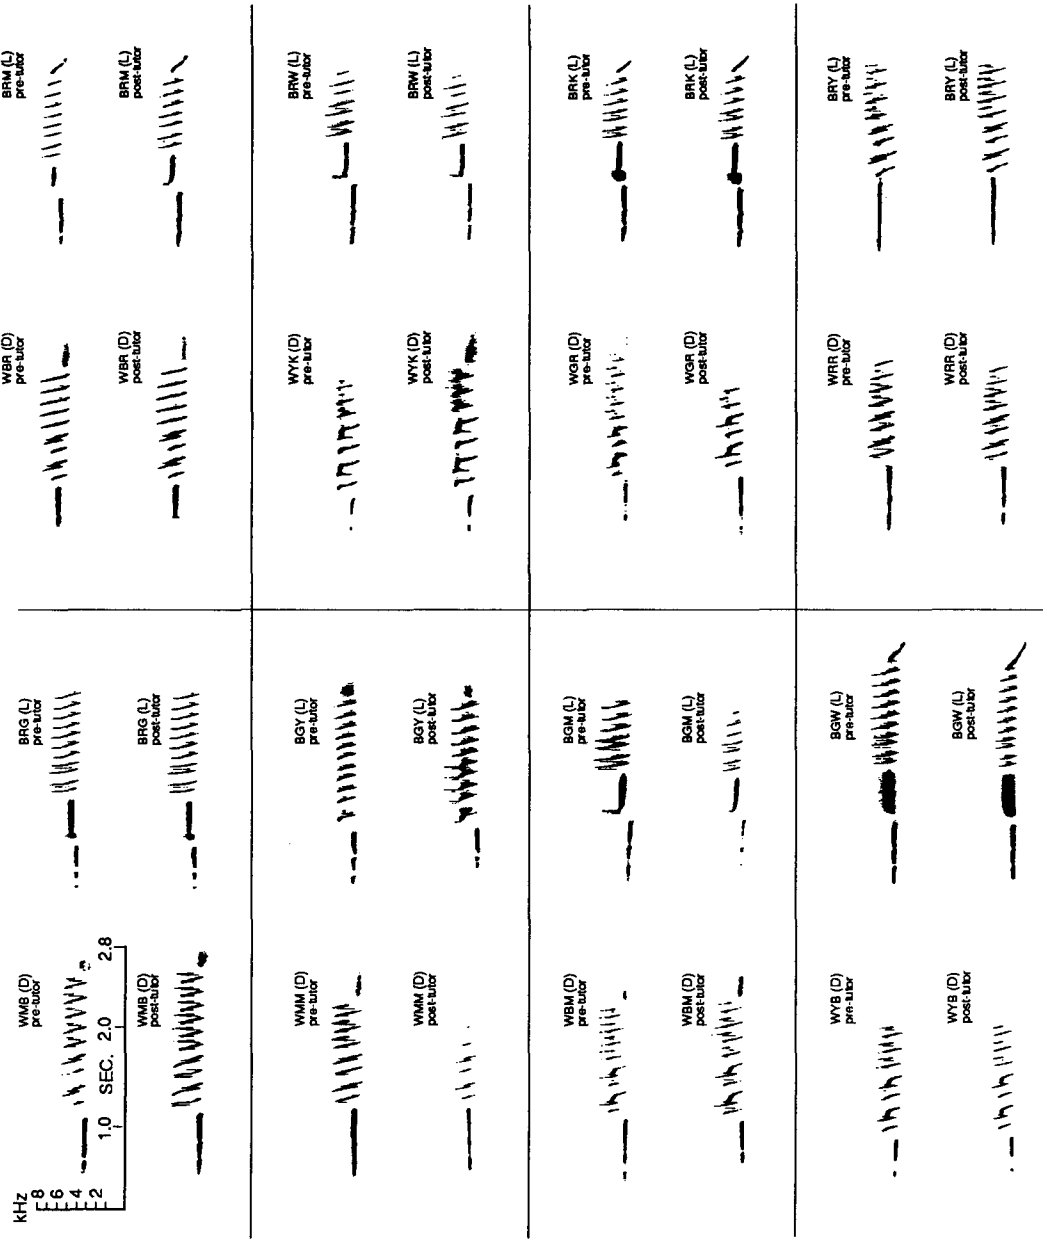 BRM (L)
pre-tutor
BRM (L)
post-tutor
BRW (L)
pre-tutor
BRW (L)
post-tutor
BRK (L)
pre-tutor
BRK (L)
post-tutor
BRY (L)
pre-tutor
BRY (L)
post-tutor
WBR (D)
pre-tutor
WBR (D)
post-tutor
WYK (D)
pre-tutor
WYK (D)
post-tutor
WGR (D)
pre-tutor
WGR (D)
post-tutor
WRR (D)
pre-tutor
WRR (D)
post-tutor
BRG (L)
pre-tutor
BRG (L)
post-tutor
BGY (L)
pre-tutor
BGY (L)
post-tutor
BGM (L)
pre-tutor
BGM (L)
post-tutor
BGW (L)
pre-tutor
BGW (L)
post-tutor
WMB (D)
pre-tutor
WMB (D)
post-tutor
WMM (D)
pre-tutor
WMM (D)
post-tutor
WBM (D)
pre-tutor
WBM (D)
post-tutor
WYB (D)
pre-tutor
WYB (D)
post-tutor
kHz
8
6
4
2
1.0 2.0 2.8
SEC.